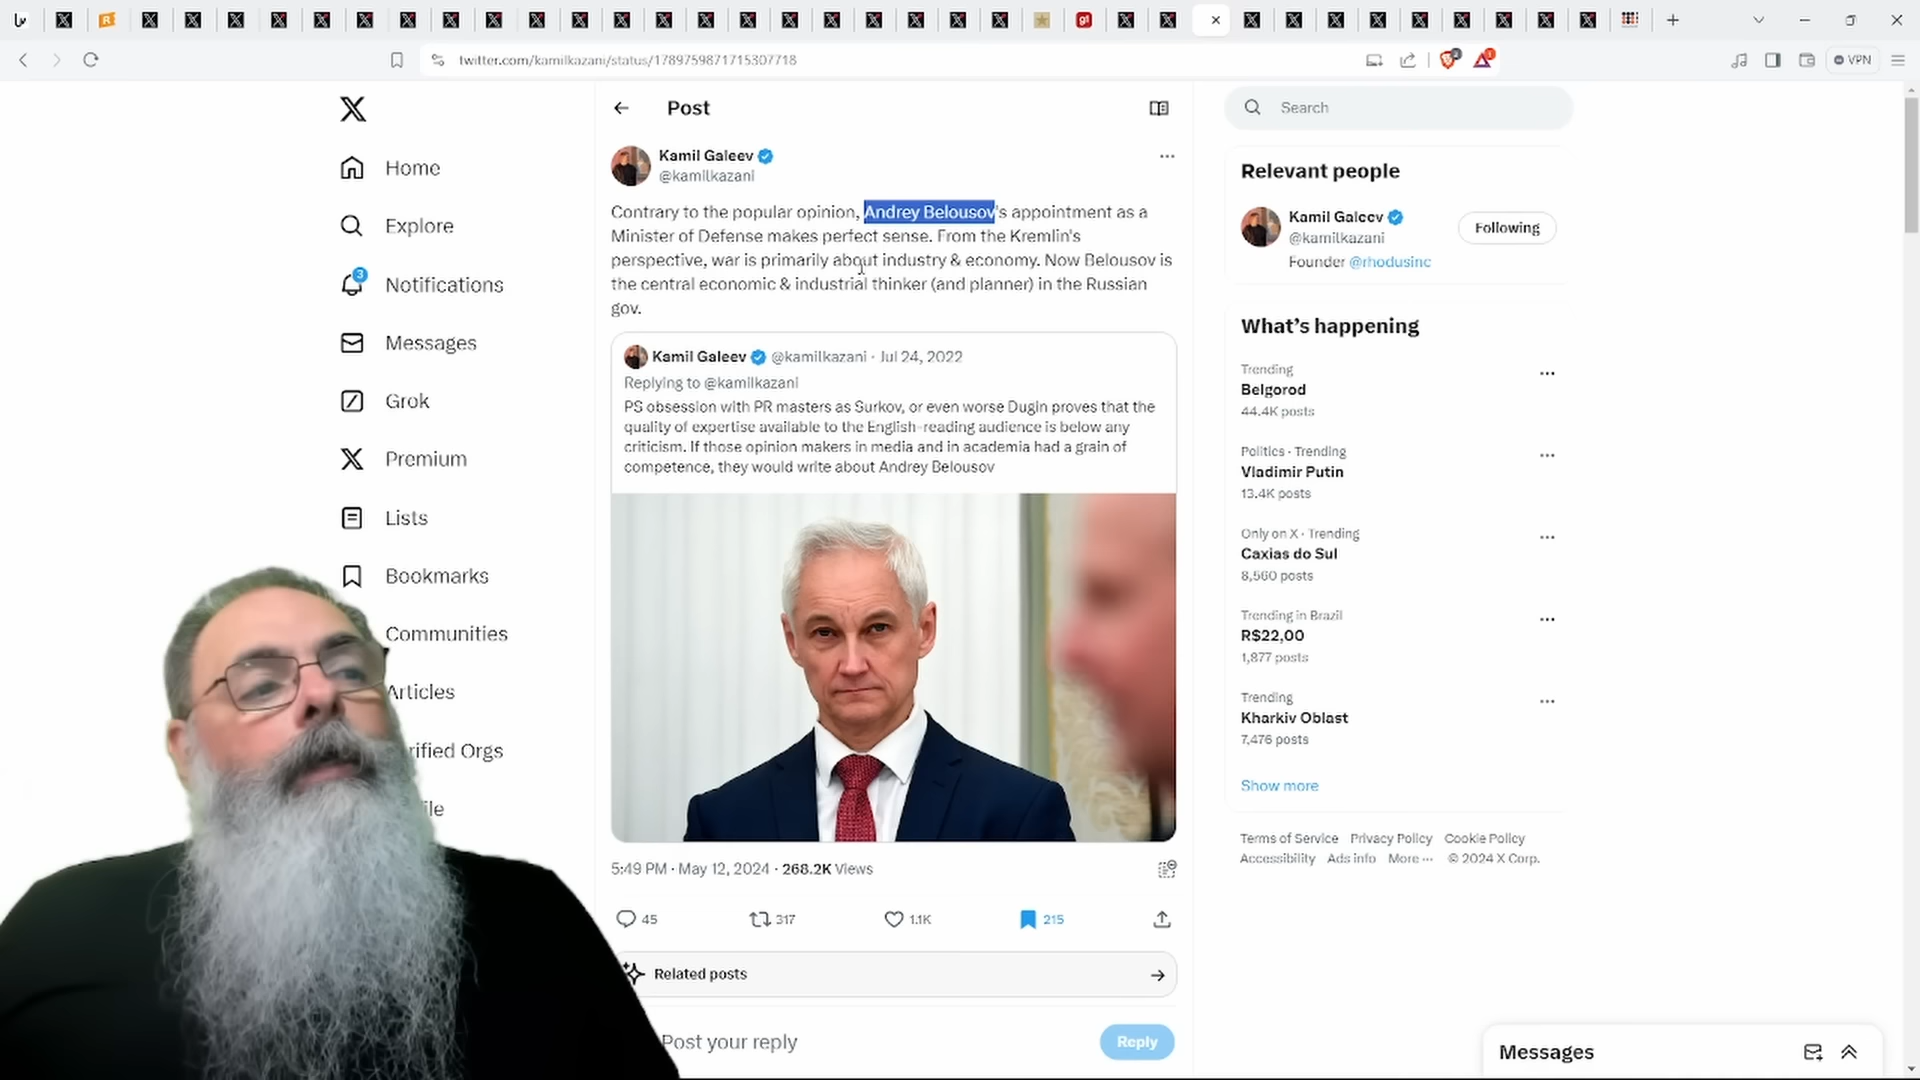 twitter.com/kamilkazani/status/1789759871715307718
VPN
Home
Explore
3
Notifications
Messages
Grok
Premium
Lists
Bookmarks
Communities
Articles
rified Orgs
ile
Post
Kamil Galeev
@kamilkazani
Contrary to the popular opinion, Andrey Belousov's appointment as a
Minister of Defense makes perfect sense. From the Kremlin's
perspective, war is primarily about industry & economy. Now Belousov is
the central economic & industrial thinker (and planner) in the Russian
gov.
Kamil Galeev @kamilkazani · Jul 24, 2022
Replying to @kamilkazani
PS obsession with PR masters as Surkov, or even worse Dugin proves that the
quality of expertise available to the English-reading audience is below any
criticism. If those opinion makers in media and in academia had a grain of
competence, they would write about Andrey Belousov
5:49 PM · May 12, 2024 · 268.2K Views
45
317
1.1K
215
Related posts
Post your reply
Reply
Search
Relevant people
Kamil Galeev
@kamilkazani
Following
Founder @rhodusinc
What's happening
Trending
Belgorod
44.4K posts
Politics · Trending
Vladimir Putin
13.4K posts
Only on X · Trending
Caxias do Sul
8,560 posts
Trending in Brazil
R$22,00
1,877 posts
Trending
Kharkiv Oblast
7,476 posts
Show more
Terms of Service Privacy Policy Cookie Policy
Accessibility Ads info More ··· © 2024 X Corp.
Messages